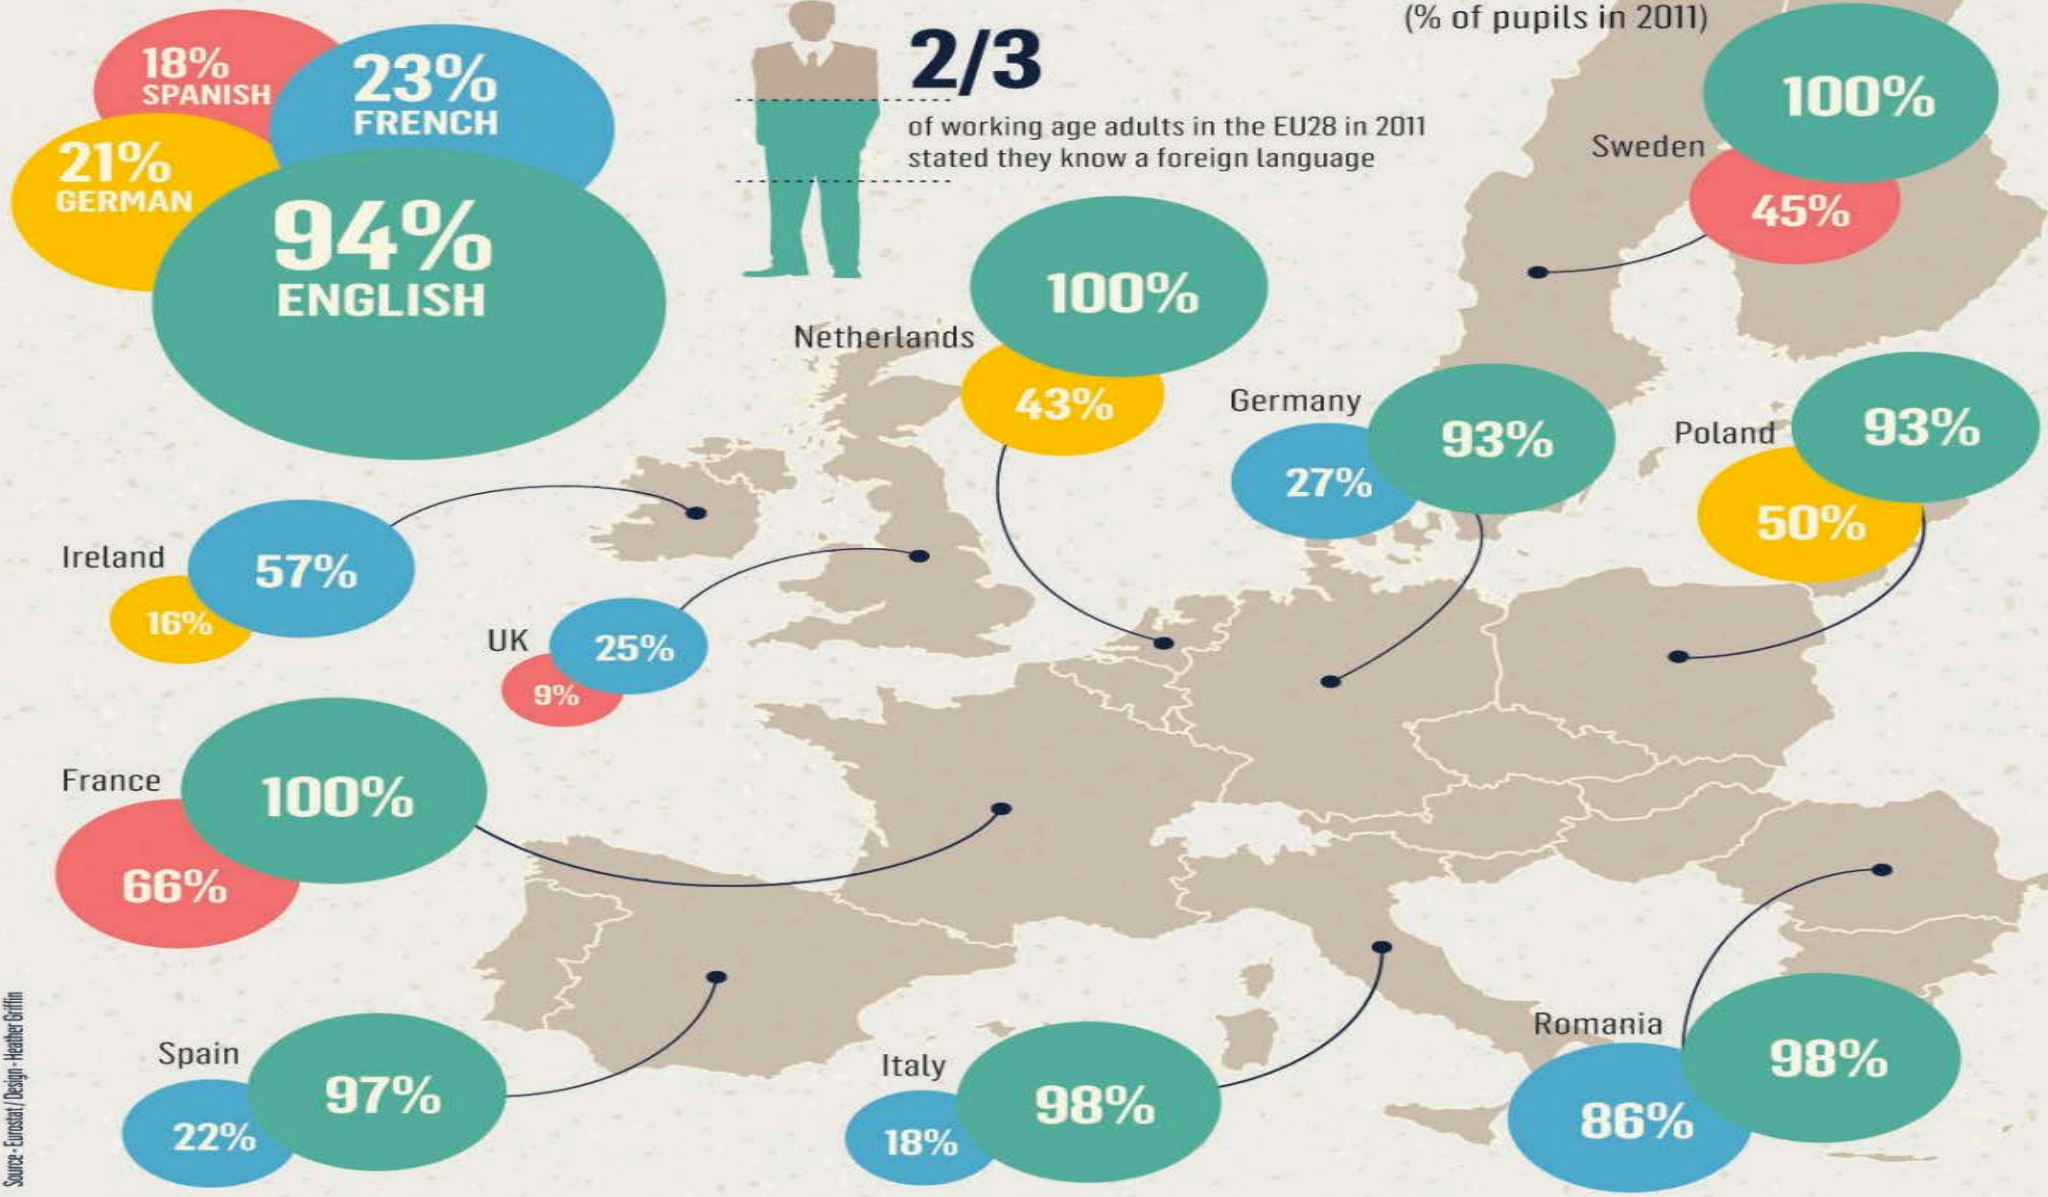 18%
SPANISH
23%
FRENCH
21%
GERMAN
94%
ENGLISH
2/3
of working age adults in the EU28 in 2011
stated they know a foreign language
(% of pupils in 2011)
Sweden
100%
45%
Netherlands
100%
43%
Germany
93%
27%
Poland
93%
50%
Ireland
57%
16%
UK
25%
9%
France
100%
66%
Spain
97%
22%
Italy
98%
18%
Romania
98%
86%
Source - Eurostat / Design - Heather Griffin